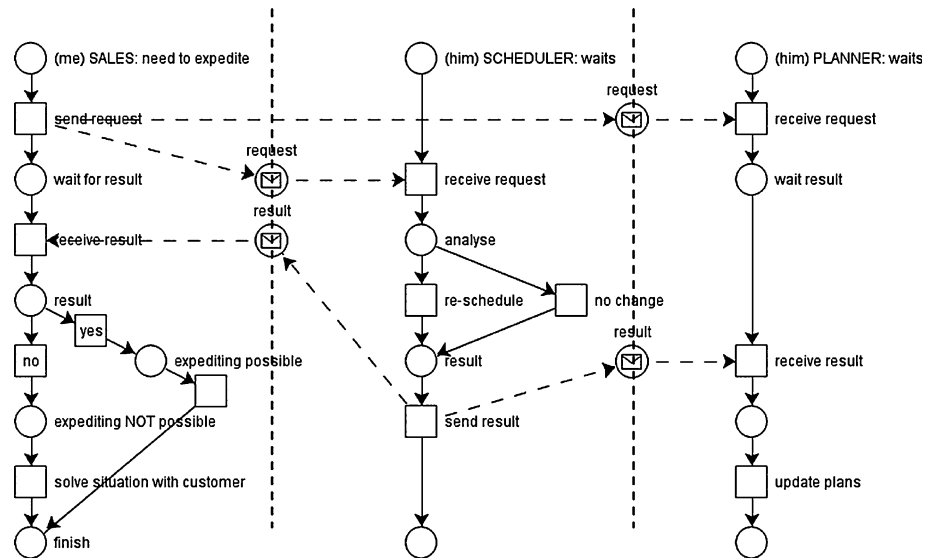 (me) SALES: need to expedite
(him) SCHEDULER: waits
(him) PLANNER: waits
request
send request
receive request
request
wait for result
receive request
wait result
result
receive result
analyse
result
re-schedule
no change
yes
result
no
expediting possible
result
receive result
expediting NOT possible
send result
solve situation with customer
update plans
finish